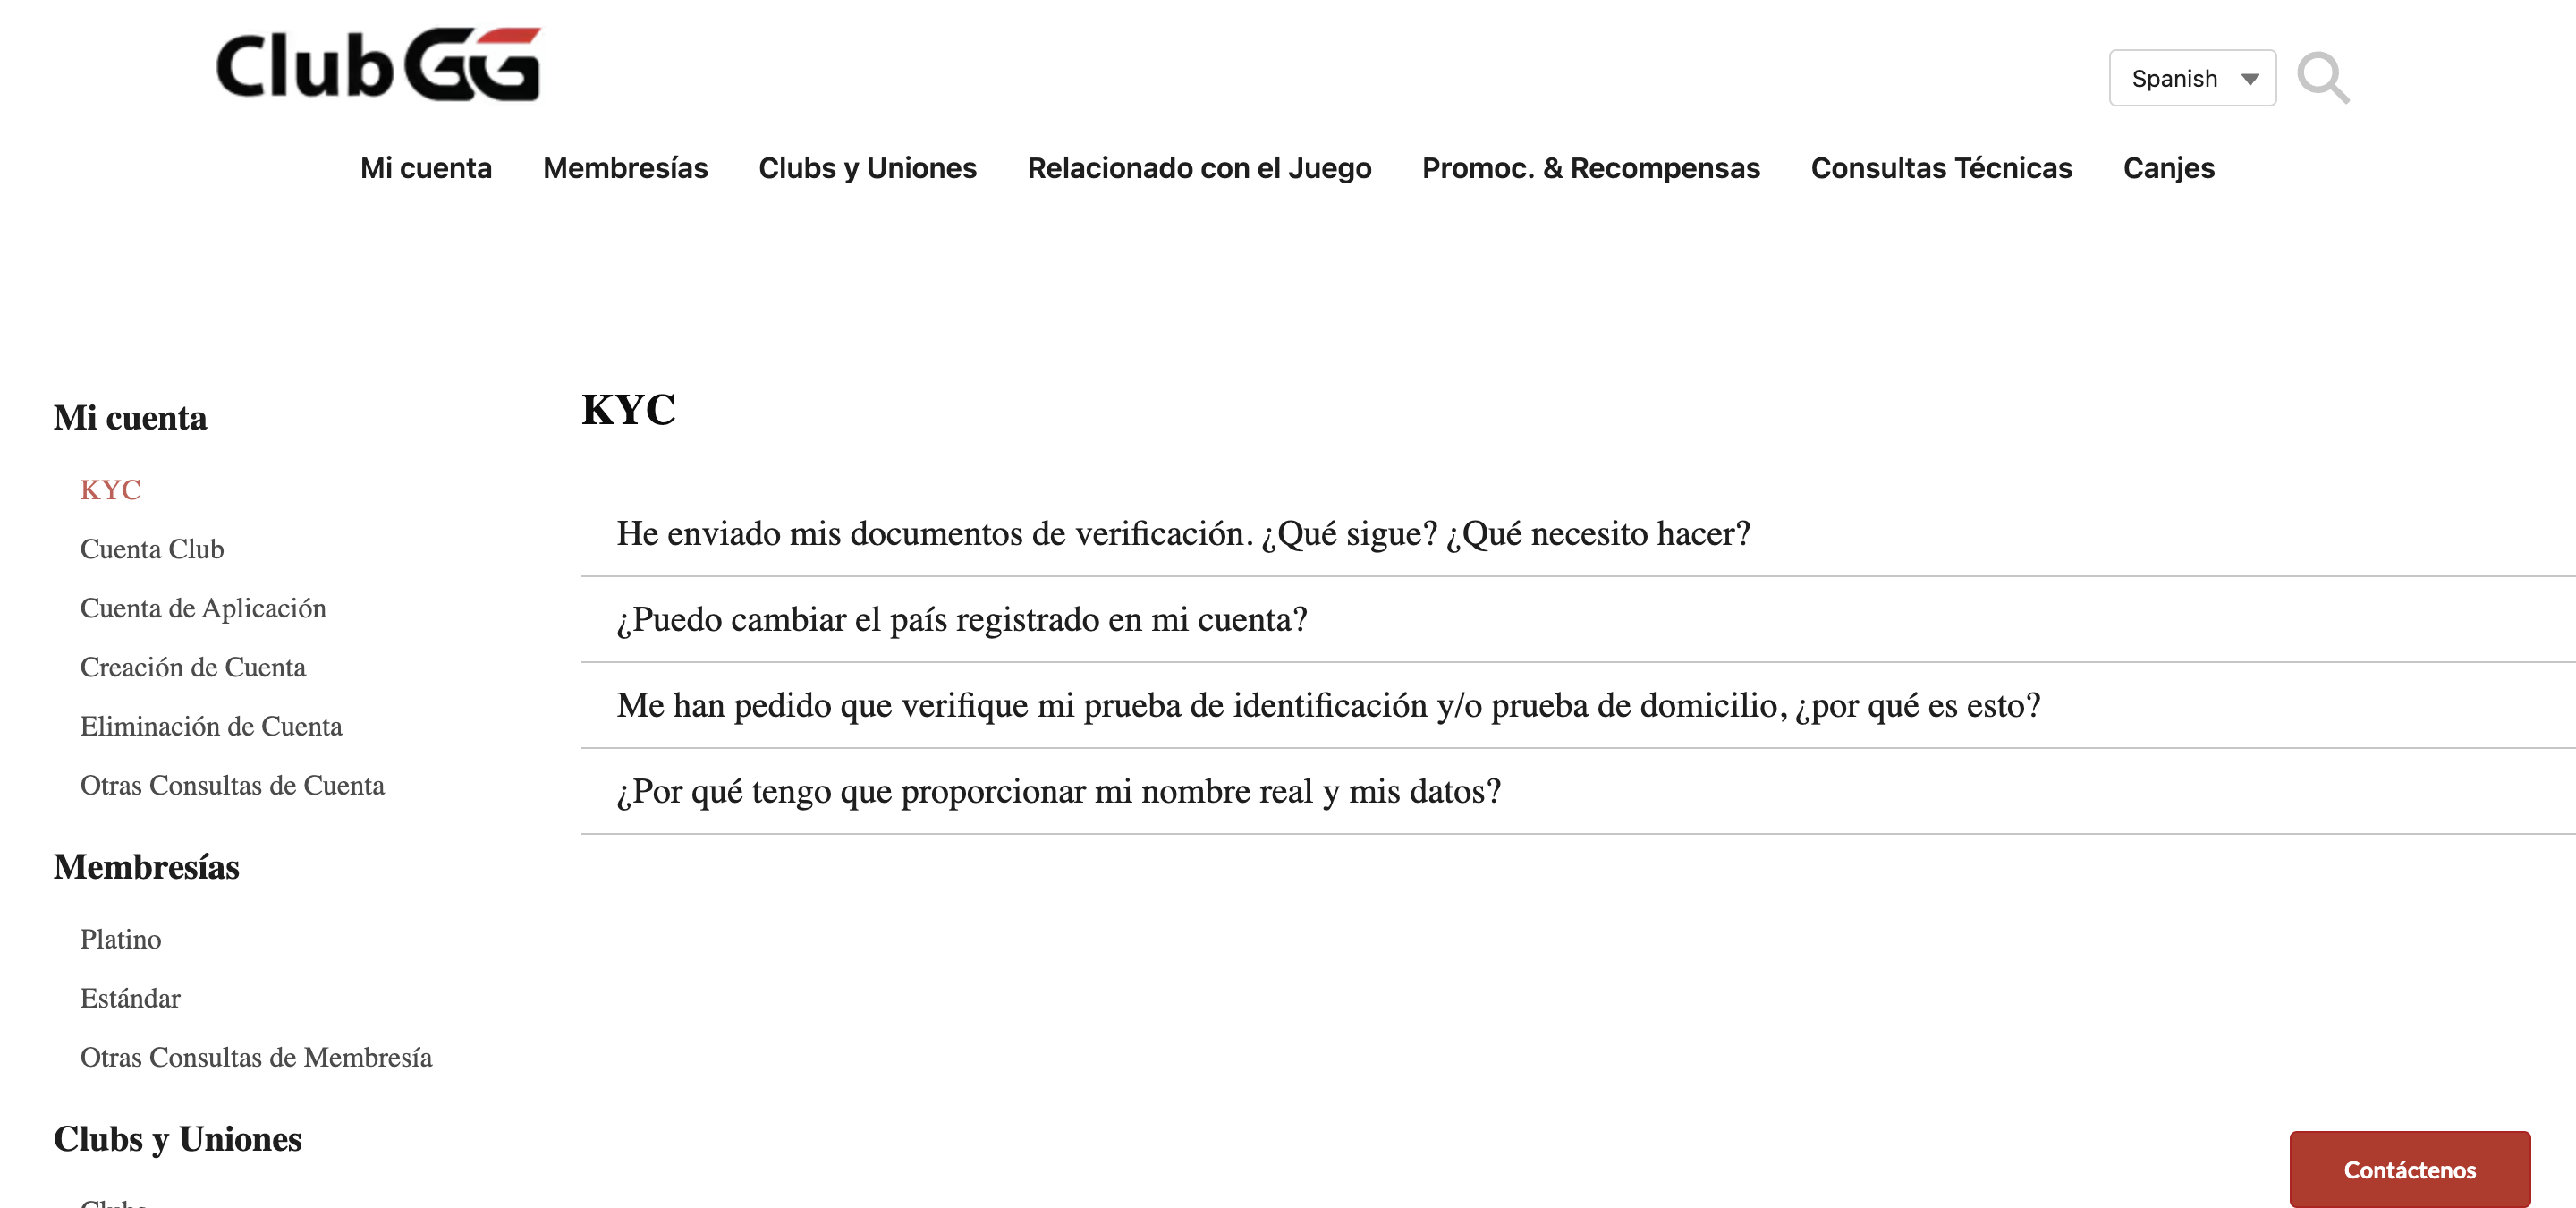 ClubGG
Spanish
Mi cuenta Membresías Clubs y Uniones Relacionado con el Juego Promoc. & Recompensas Consultas Técnicas Canjes
Mi cuenta
KYC
Cuenta Club
Cuenta de Aplicación
Creación de Cuenta
Eliminación de Cuenta
Otras Consultas de Cuenta
Membresías
Platino
Estándar
Otras Consultas de Membresía
Clubs y Uniones
KYC
He enviado mis documentos de verificación. ¿Qué sigue? ¿Qué necesito hacer?
¿Puedo cambiar el país registrado en mi cuenta?
Me han pedido que verifique mi prueba de identificación y/o prueba de domicilio, ¿por qué es esto?
¿Por qué tengo que proporcionar mi nombre real y mis datos?
Contáctenos